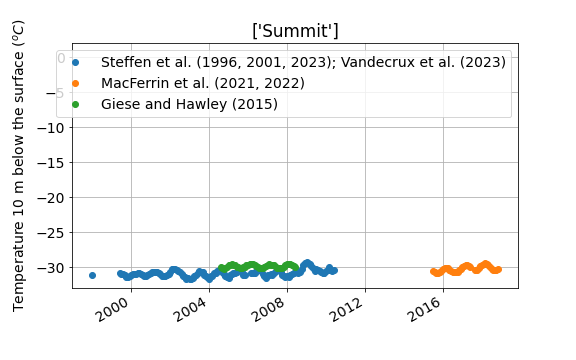 ['Summit']
Temperature 10 m below the surface (°C)
Steffen et al. (1996, 2001, 2023); Vandecrux et al. (2023)
MacFerrin et al. (2021, 2022)
Giese and Hawley (2015)
0
−5
−10
−15
−20
−25
−30
2000
2004
2008
2012
2016